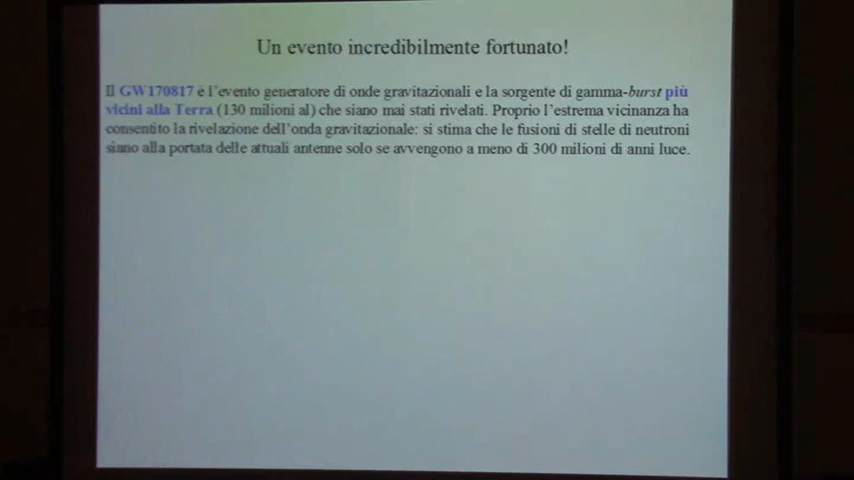 Un evento incredibilmente fortunato!
Il GW170817 è l'evento generatore di onde gravitazionali e la sorgente di gamma-burst più
vicini alla Terra (130 milioni al) che siano mai stati rivelati. Proprio l'estrema vicinanza ha
consentito la rivelazione dell'onda gravitazionale: si stima che le fusioni di stelle di neutroni
siano alla portata delle attuali antenne solo se avvengono a meno di 300 milioni di anni luce.